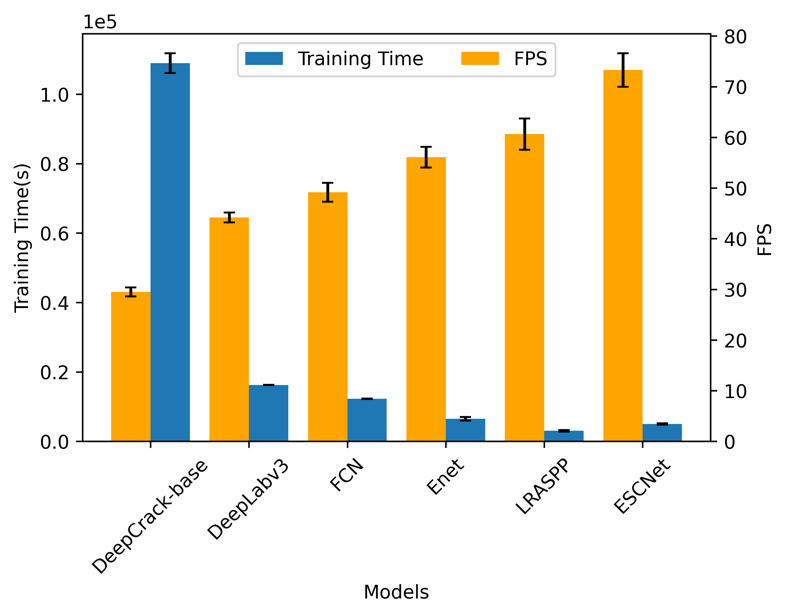 1e5
Training Time FPS
1.0
0.8
0.6
0.4
0.2
0.0
Training Time(s)
80
70
60
50
40
30
20
10
0
FPS
DeepCrack-base
DeepLabv3
FCN
Enet
LRASPP
ESCNet
Models